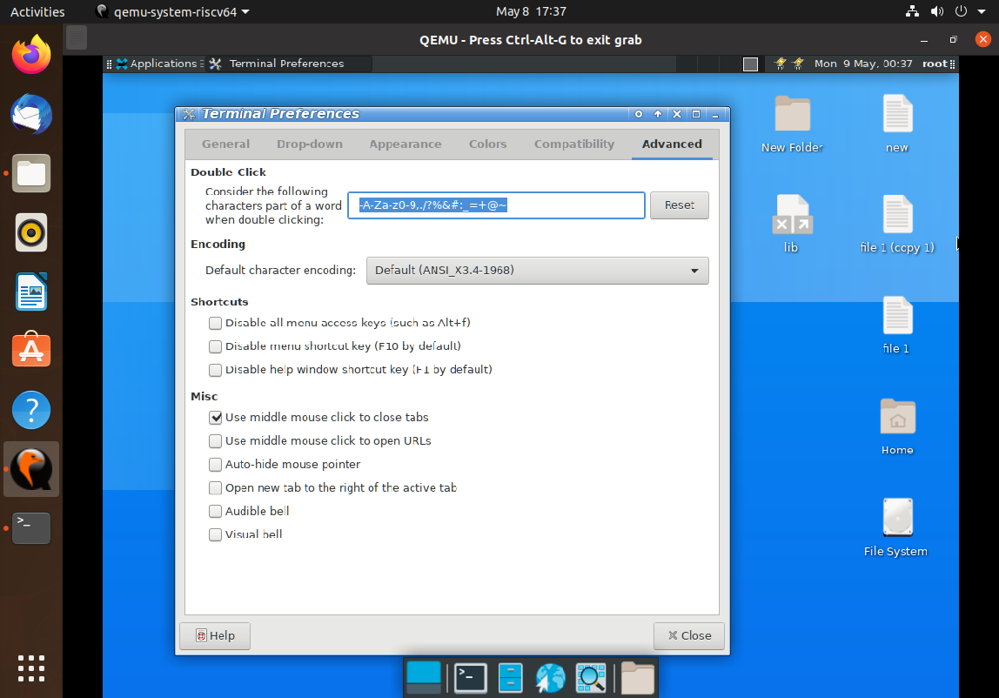 Activities qemu-system-riscv64 May 8 17:37
QEMU - Press Ctrl-Alt-G to exit grab
Applications Terminal Preferences Mon 9 May, 00:37 root
Terminal Preferences
General Drop-down Appearance Colors Compatibility Advanced
Double Click
Consider the following
characters part of a word
when double clicking:
-A-Za-z0-9,./?%&#:_=+@~
Reset
Encoding
Default character encoding: Default (ANSI_X3.4-1968)
Shortcuts
Disable all menu access keys (such as Alt+f)
Disable menu shortcut key (F10 by default)
Disable help window shortcut key (F1 by default)
Misc
Use middle mouse click to close tabs
Use middle mouse click to open URLs
Auto-hide mouse pointer
Open new tab to the right of the active tab
Audible bell
Visual bell
Help Close
New Folder new
lib file 1 (copy 1)
file 1
Home
File System